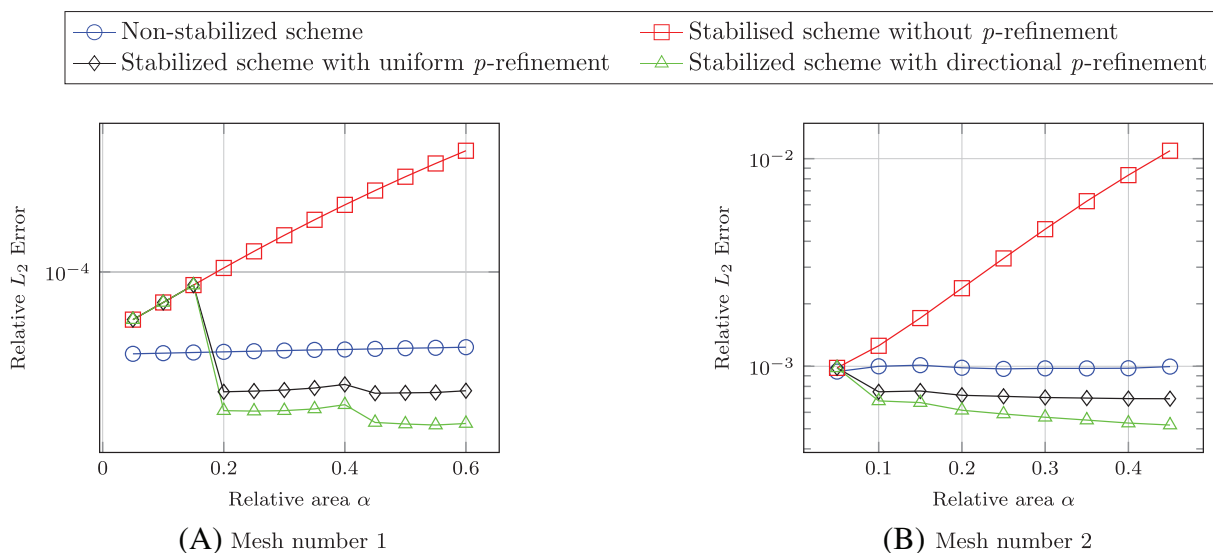 Non-stabilized scheme
Stabilised scheme without p-refinement
Stabilized scheme with uniform p-refinement
Stabilized scheme with directional p-refinement
Relative L₂ Error
10⁻⁴
0 0.2 0.4 0.6
Relative area α
(A) Mesh number 1
Relative L₂ Error
10⁻²
10⁻³
0.1 0.2 0.3 0.4
Relative area α
(B) Mesh number 2